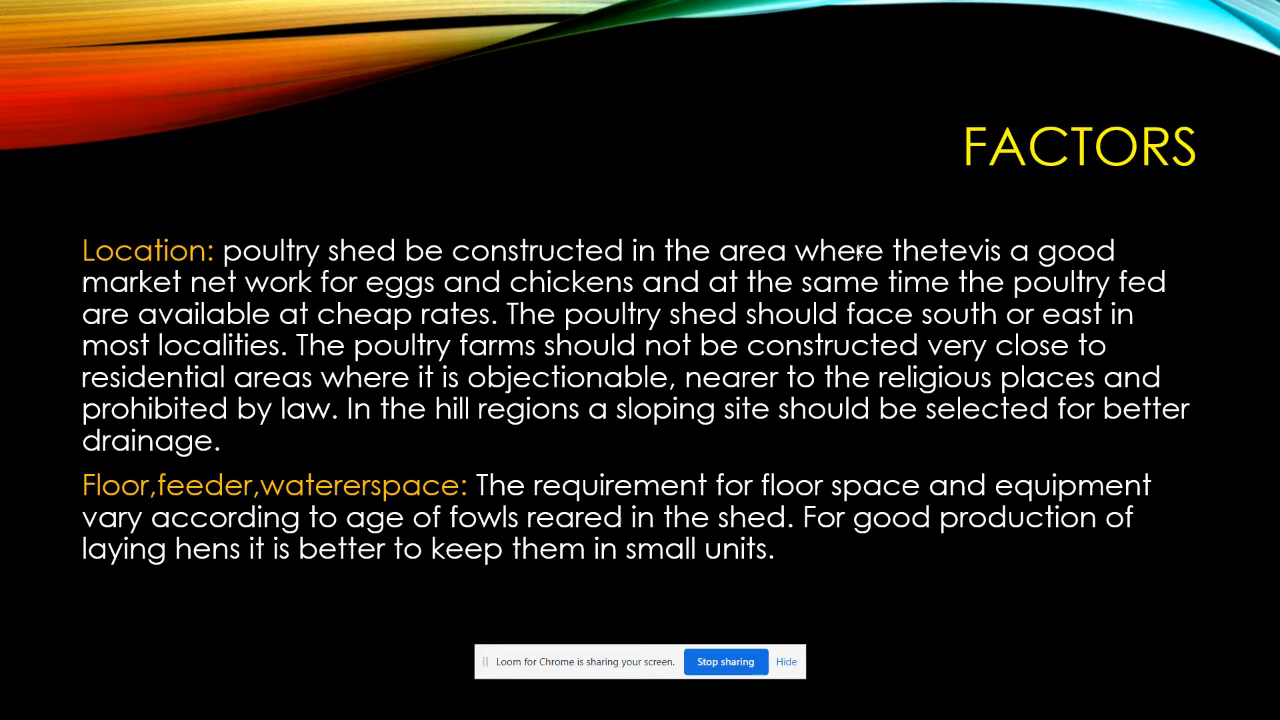 FACTORS
Location: poultry shed be constructed in the area where thetevis a good
market net work for eggs and chickens and at the same time the poultry fed
are available at cheap rates. The poultry shed should face south or east in
most localities. The poultry farms should not be constructed very close to
residential areas where it is objectionable, nearer to the religious places and
prohibited by law. In the hill regions a sloping site should be selected for better
drainage.
Floor,feeder,watererspace: The requirement for floor space and equipment
vary according to age of fowls reared in the shed. For good production of
laying hens it is better to keep them in small units.
Loom for Chrome is sharing your screen. Stop sharing Hide